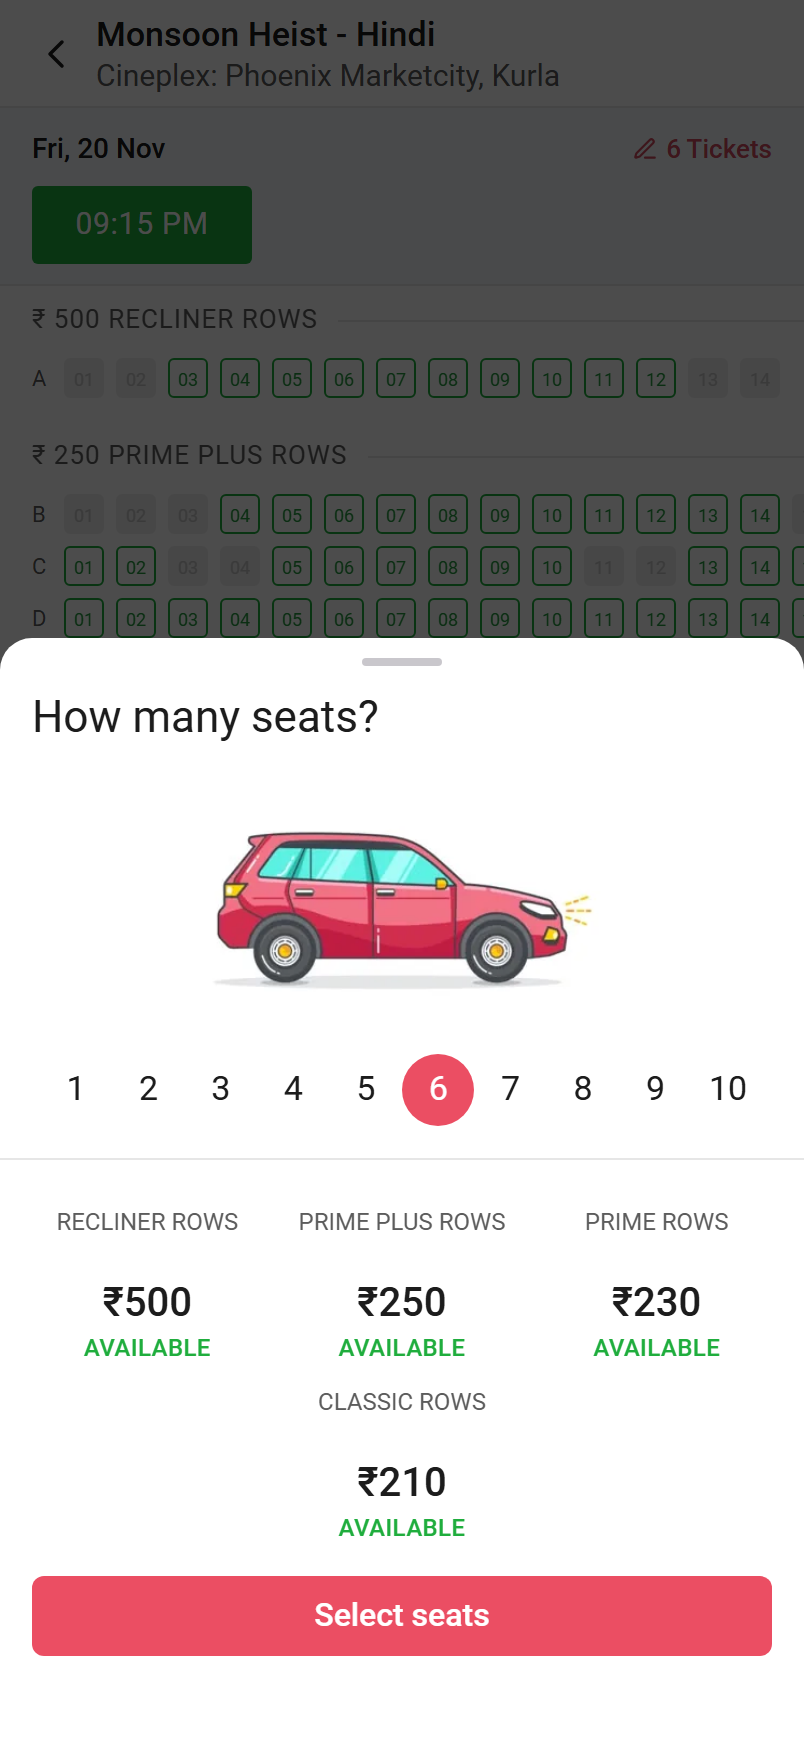 Monsoon Heist - Hindi
Cineplex: Phoenix Marketcity, Kurla
Fri, 20 Nov
6 Tickets
09:15 PM
₹ 500 RECLINER ROWS
A 01 02 03 04 05 06 07 08 09 10 11 12 13 14
₹ 250 PRIME PLUS ROWS
B 01 02 03 04 05 06 07 08 09 10 11 12 13 14
C 01 02 03 04 05 06 07 08 09 10 11 12 13 14
D 01 02 03 04 05 06 07 08 09 10 11 12 13 14
How many seats?
1 2 3 4 5 6 7 8 9 10
RECLINER ROWS PRIME PLUS ROWS PRIME ROWS
₹500 ₹250 ₹230
AVAILABLE AVAILABLE AVAILABLE
CLASSIC ROWS
₹210
AVAILABLE
Select seats